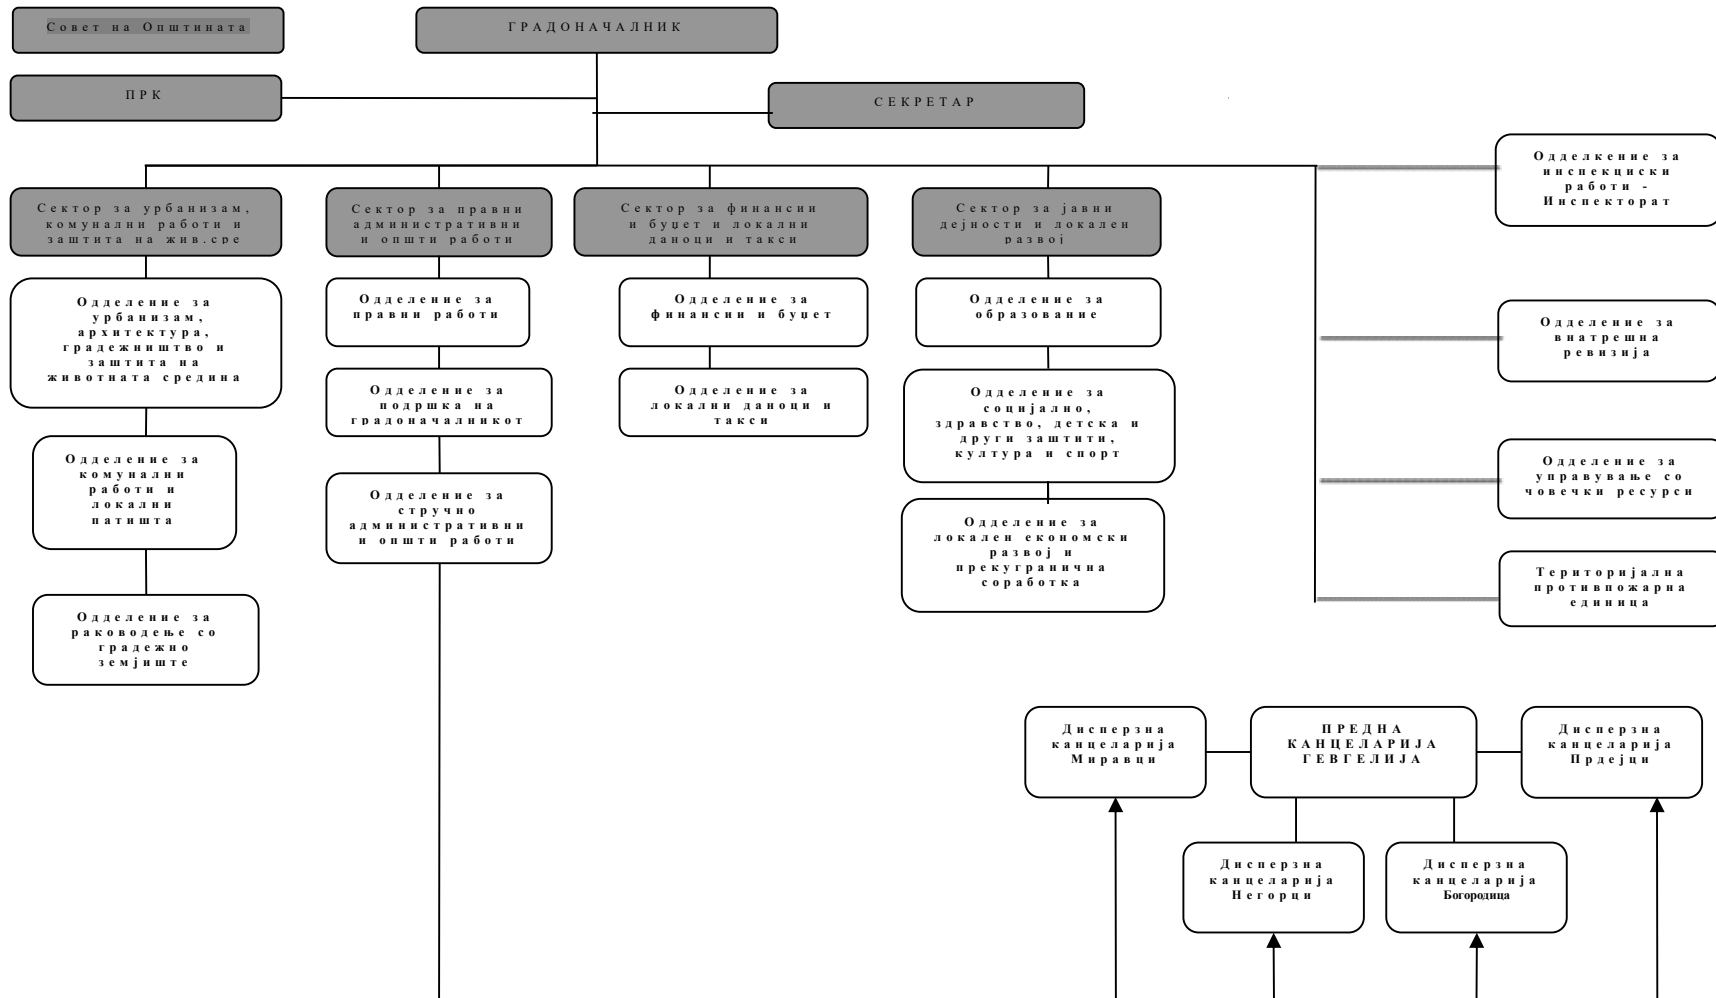 Совет на Општината
ГРАДОНАЧАЛНИК
ПРК
СЕКРЕТАР
Одделкение за
инспекциски
работи -
Инспекторат
Сектор за урбанизам,
комунални работи и
заштита на жив.сре
Сектор за правни
административни
и општи работи
Сектор за финансии
и буџет и локални
даноци и такси
Сектор за јавни
дејности и локален
развој
Одделение за
урбанизам,
архитектура,
градежништво и
заштита на
животната средина
Одделение за
правни работи
Одделение за
финансии и буџет
Одделение за
образование
Одделение за
внатрешна
ревизија
Одделение за
подршка на
градоначалникот
Одделение за
локални даноци и
такси
Одделение за
социјално,
здравство, детска и
други заштити,
култура и спорт
Одделение за
комунални
работи и
локални
патишта
Одделение за
стручно
административни
и општи работи
Одделение за
управување со
човечки ресурси
Одделение за
локален економски
развој и
прекугранична
соработка
Територијална
противпожарна
единица
Одделение за
раководење со
градежно
земјиште
Дисперзна
канцеларија
Миравци
ПРЕДНА
КАНЦЕЛАРИЈА
ГЕВГЕЛИЈА
Дисперзна
канцеларија
Прдејци
Дисперзна
канцеларија
Негорци
Дисперзна
канцеларија
Богородица